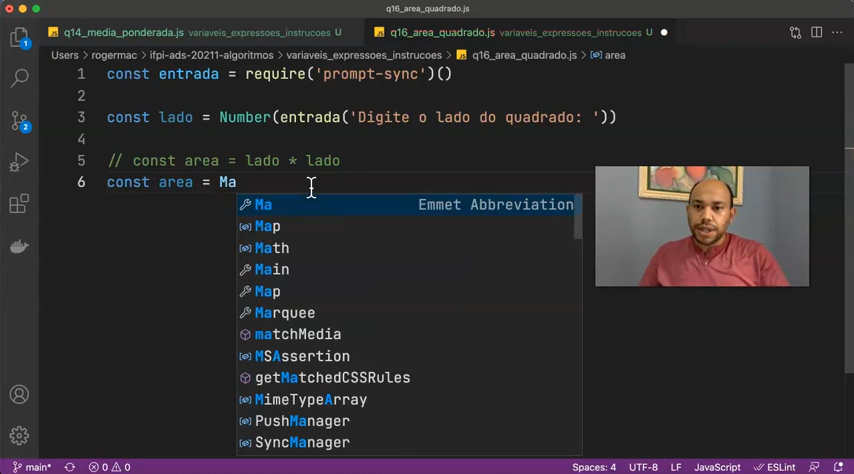 q16_area_quadrado.js
q14_media_ponderada.js variaveis_expressoes_instrucoes U
q16_area_quadrado.js variaveis_expressoes_instrucoes U
Users > rogermac > ifpi-ads-20211-algoritmos > variaveis_expressoes_instrucoes > q16_area_quadrado.js > area
1 const entrada = require('prompt-sync')()
2
3 const lado = Number(entrada('Digite o lado do quadrado: '))
4
5 // const area = lado * lado
6 const area = Ma
Ma Emmet Abbreviation
Map
Math
Main
Map
Marquee
matchMedia
MSAssertion
getMatchedCSSRules
MimeTypeArray
PushManager
SyncManager
1
2
main* 0 0 Spaces: 4 UTF-8 LF JavaScript ESLint